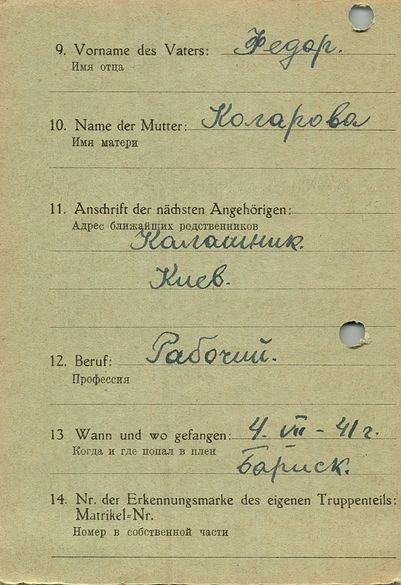 9. Vorname des Vaters: Федор.
Имя отца
10. Name der Mutter: Коларова
Имя матери
11. Anschrift der nächsten Angehörigen:
Адрес ближайших родственников
Калашник.
Киев.
12. Beruf: Рабочий.
Профессия
13 Wann und wo gefangen: 4. VII - 41 г.
Когда и где попал в плен
Бариск.
14. Nr. der Erkennungsmarke des eigenen Truppenteils:
Matrikel-Nr.
Номер в собственной части